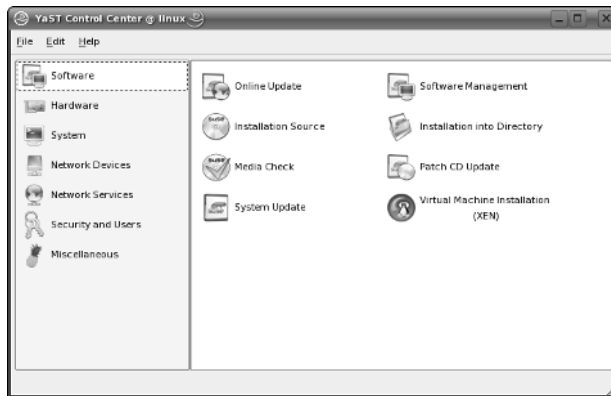 YaST Control Center @ linux
File Edit Help
Software
Hardware
System
Network Devices
Network Services
Security and Users
Miscellaneous
Online Update
Software Management
Installation Source
Installation into Directory
Media Check
Patch CD Update
System Update
Virtual Machine Installation
(XEN)